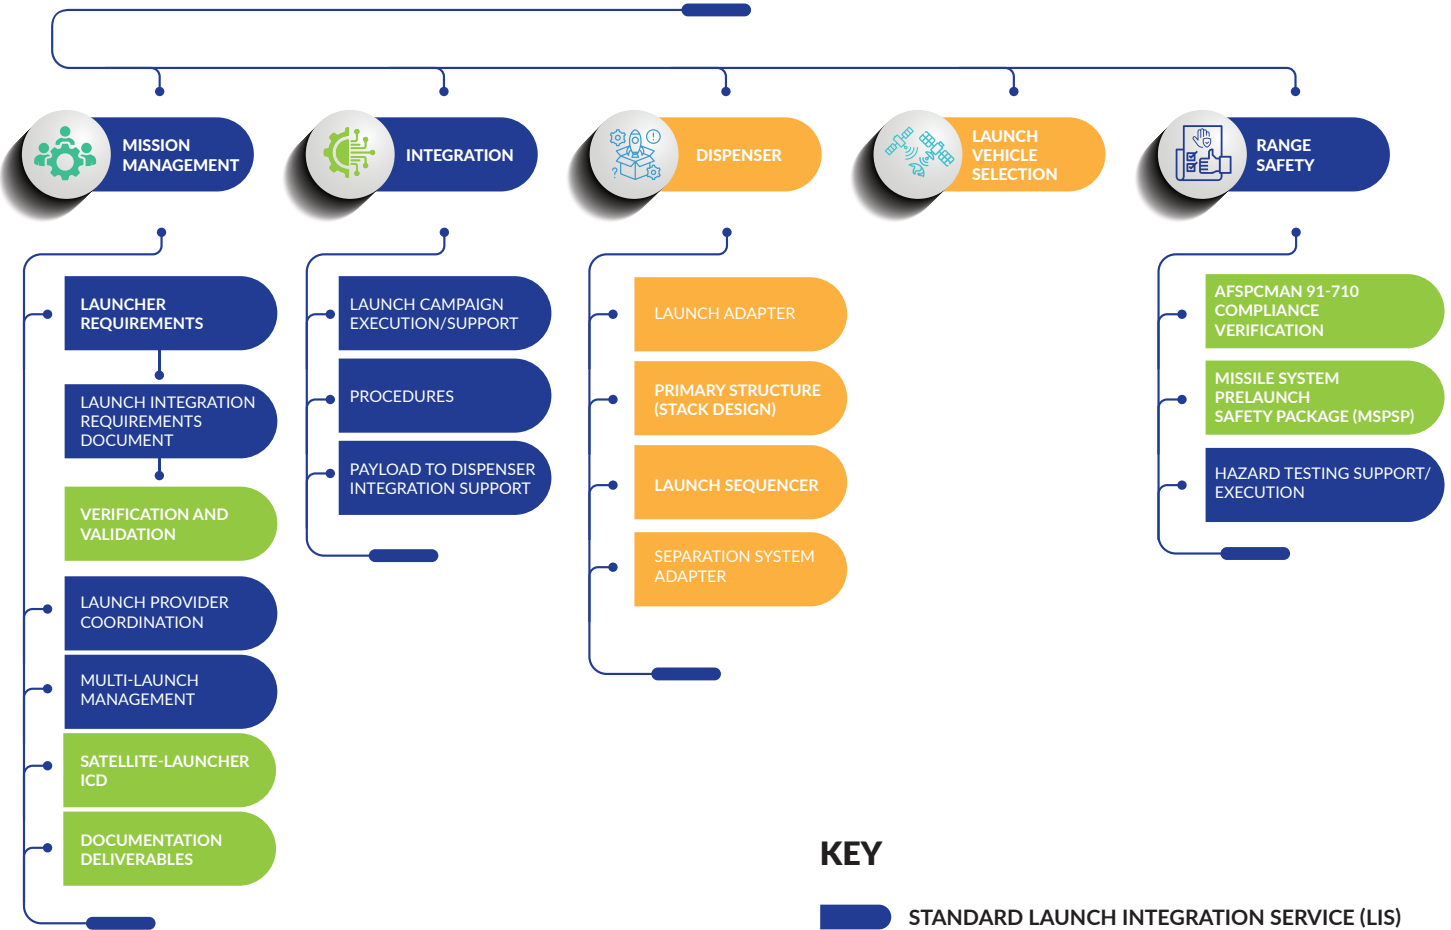 MISSION
MANAGEMENT
INTEGRATION
DISPENSER
LAUNCH
VEHICLE
SELECTION
RANGE
SAFETY
LAUNCHER
REQUIREMENTS
LAUNCH INTEGRATION
REQUIREMENTS
DOCUMENT
VERIFICATION AND
VALIDATION
LAUNCH PROVIDER
COORDINATION
MULTI-LAUNCH
MANAGEMENT
SATELLITE-LAUNCHER
ICD
DOCUMENTATION
DELIVERABLES
LAUNCH CAMPAIGN
EXECUTION/SUPPORT
PROCEDURES
PAYLOAD TO DISPENSER
INTEGRATION SUPPORT
LAUNCH ADAPTER
PRIMARY STRUCTURE
(STACK DESIGN)
LAUNCH SEQUENCER
SEPARATION SYSTEM
ADAPTER
AFSPCMAN 91-710
COMPLIANCE
VERIFICATION
MISSILE SYSTEM
PRELAUNCH
SAFETY PACKAGE (MSPSP)
HAZARD TESTING SUPPORT/
EXECUTION
KEY
STANDARD LAUNCH INTEGRATION SERVICE (LIS)